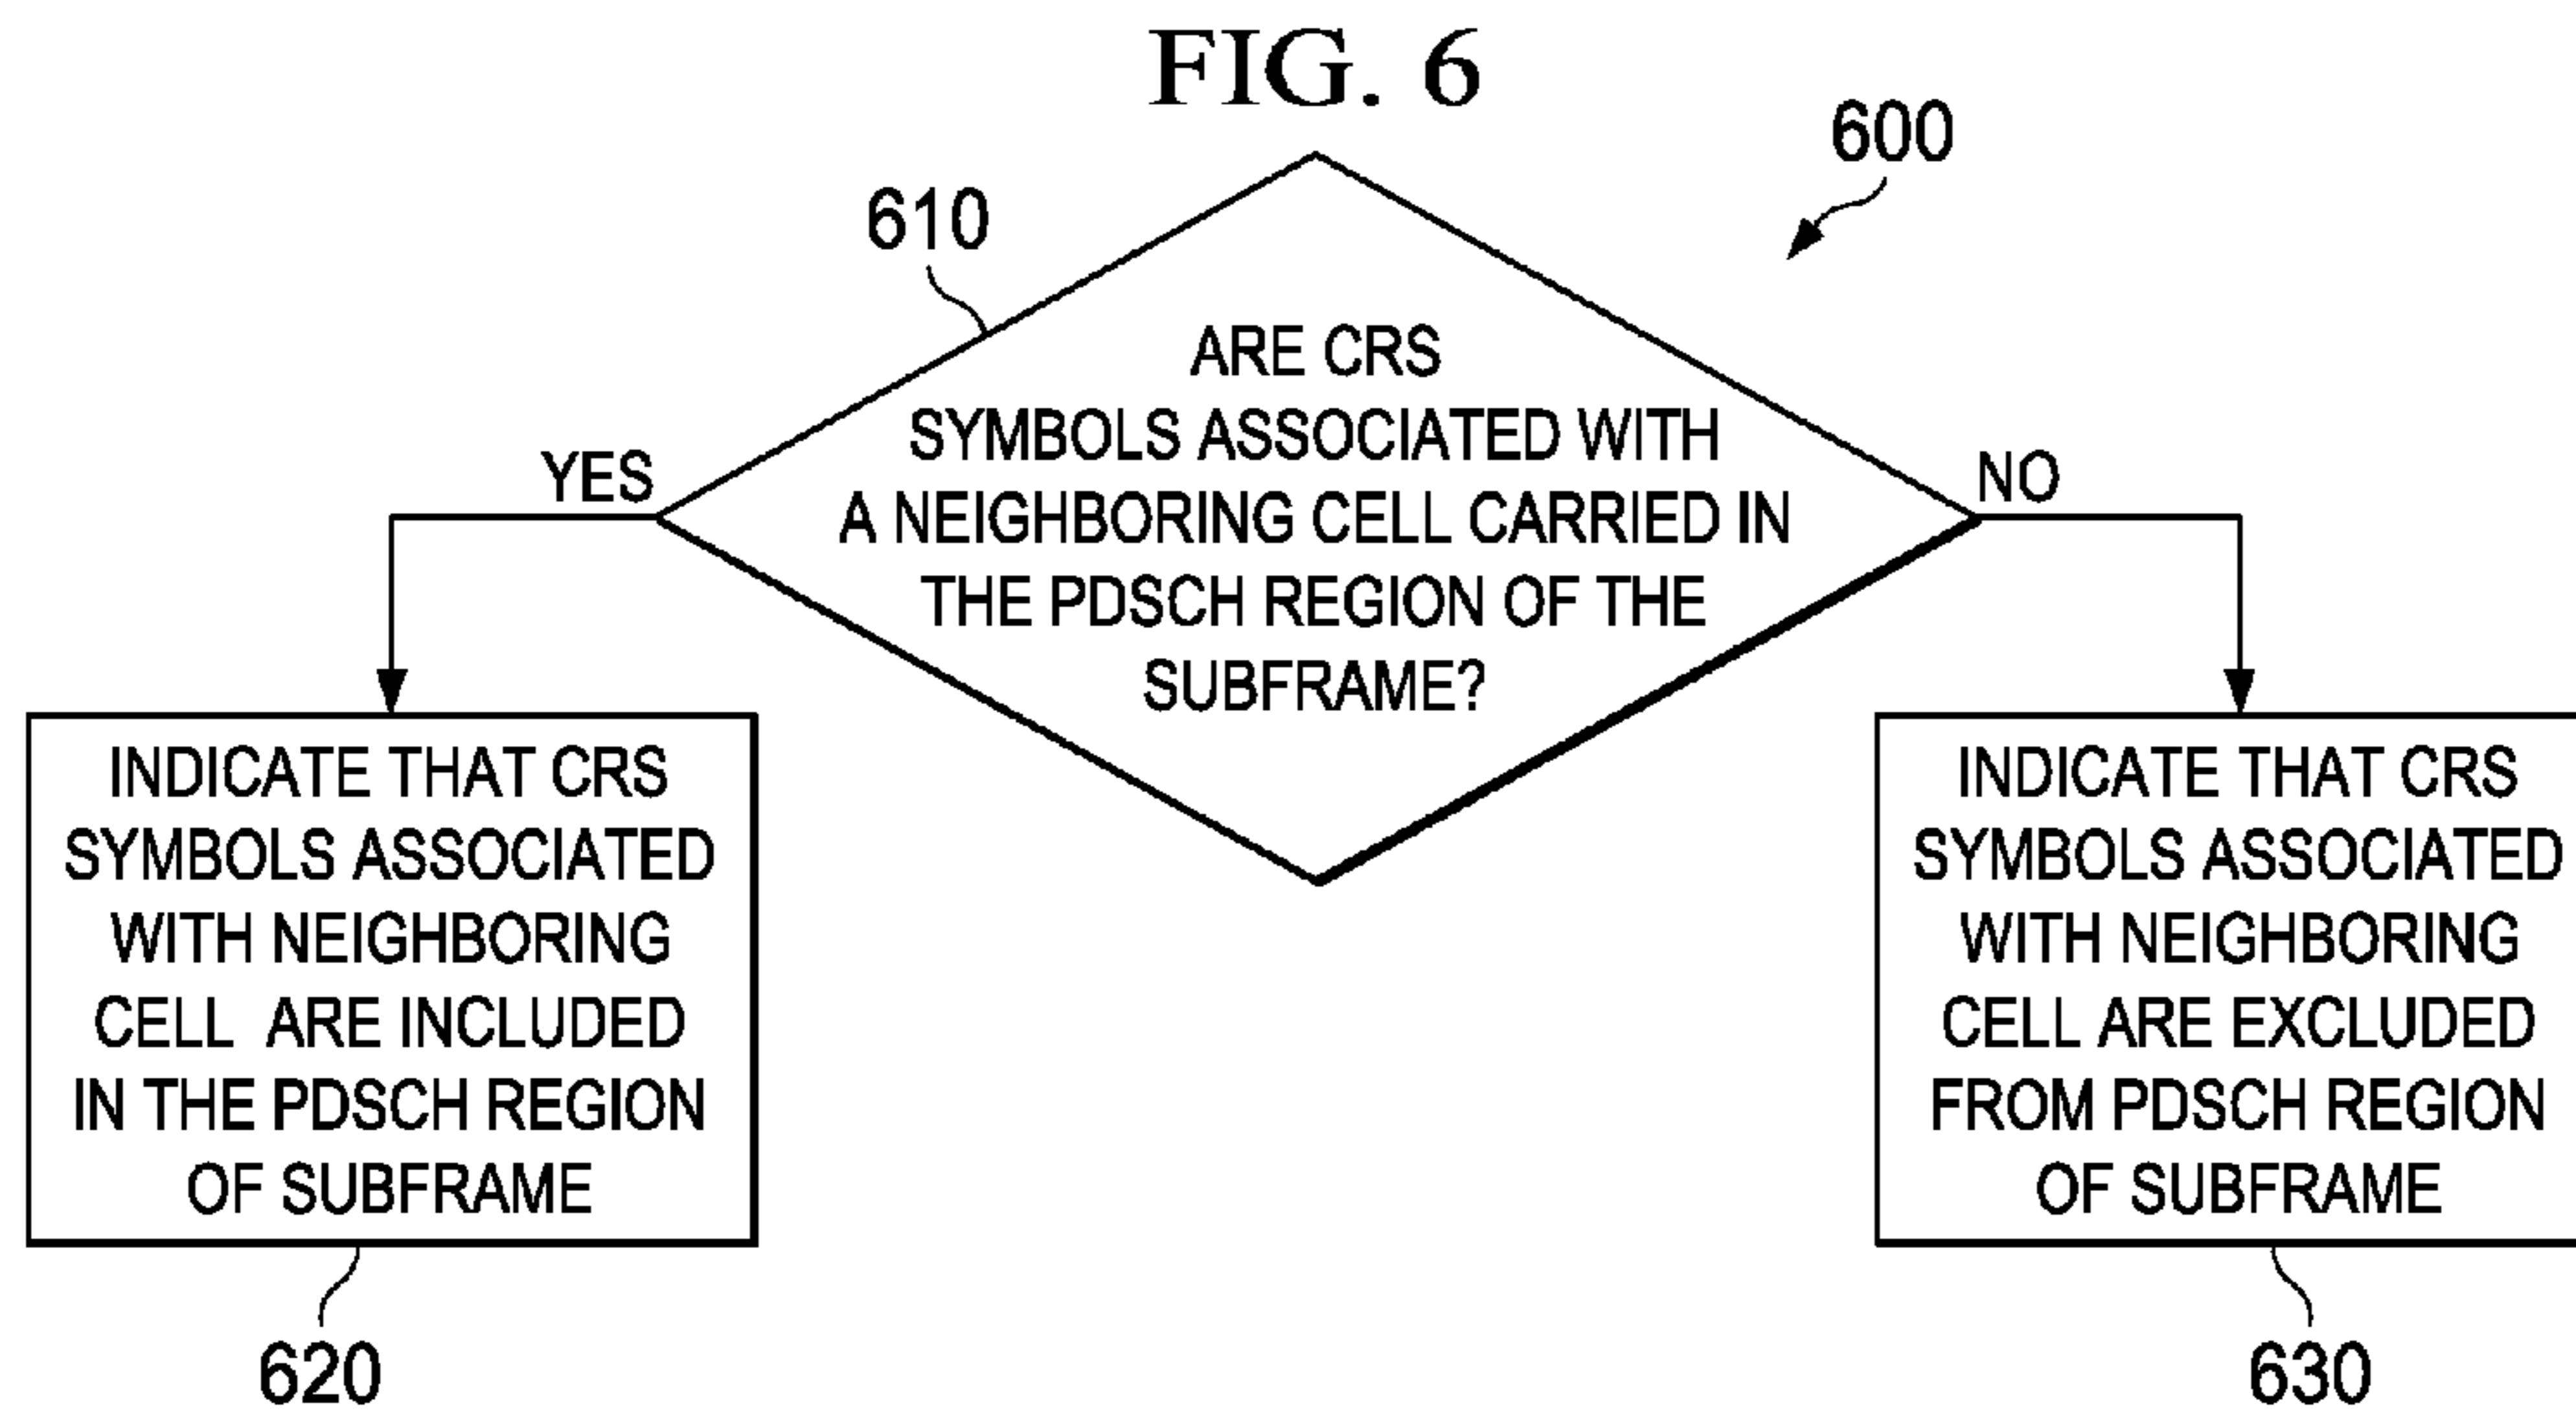 FIG. 6
600
610
ARE CRS
SYMBOLS ASSOCIATED WITH
A NEIGHBORING CELL CARRIED IN
THE PDSCH REGION OF THE
SUBFRAME?
YES
NO
INDICATE THAT CRS
SYMBOLS ASSOCIATED
WITH NEIGHBORING
CELL ARE INCLUDED
IN THE PDSCH REGION
OF SUBFRAME
620
INDICATE THAT CRS
SYMBOLS ASSOCIATED
WITH NEIGHBORING
CELL ARE EXCLUDED
FROM PDSCH REGION
OF SUBFRAME
630